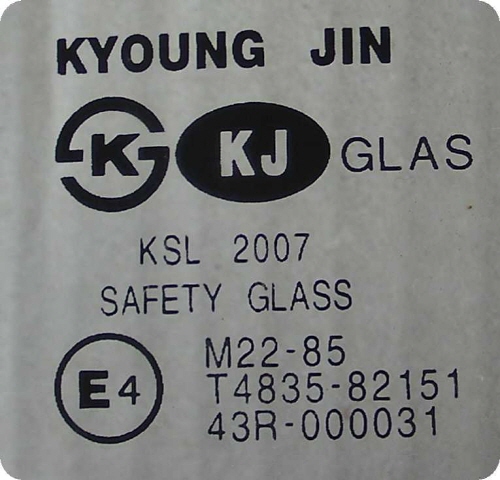 KYOUNG JIN
K KJ GLAS
KSL 2007
SAFETY GLASS
E4 M22-85
T4835-82151
43R-000031